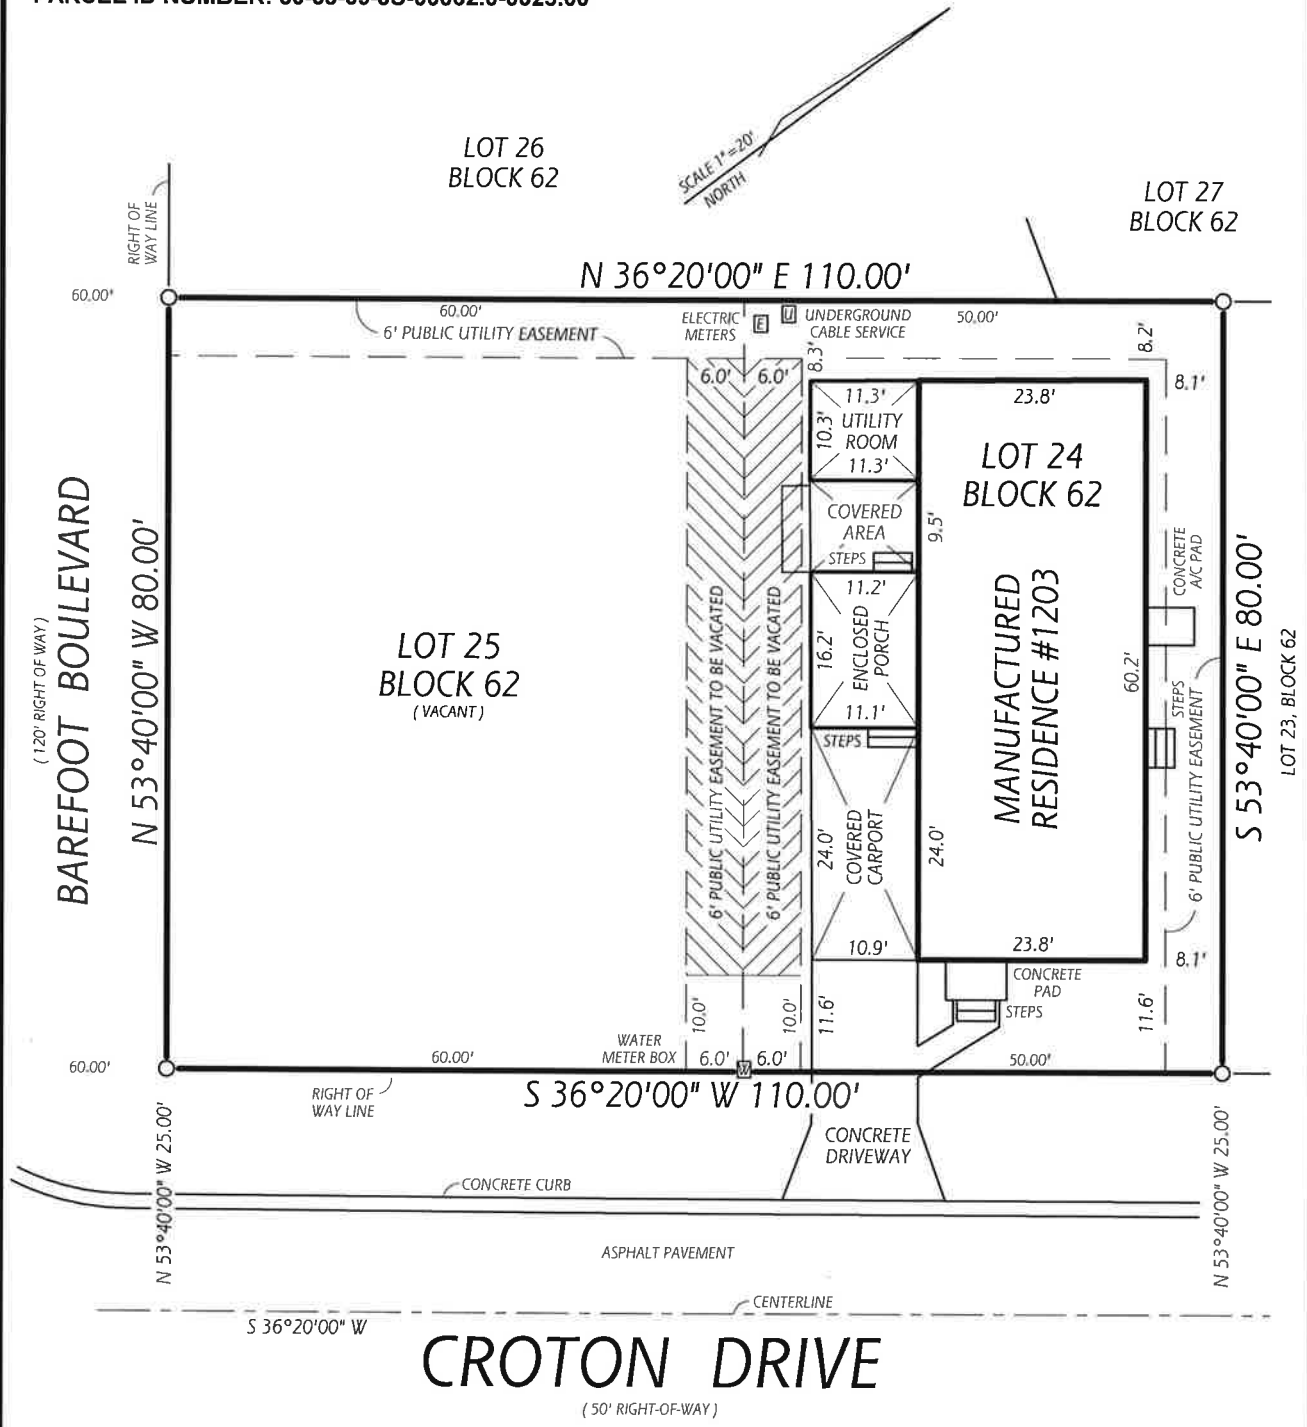 LOT 26
BLOCK 62
SCALE 1"=20'
NORTH
LOT 27
BLOCK 62
RIGHT OF
WAY LINE
N 36°20'00" E 110.00'
60.00'
60.00'
6' PUBLIC UTILITY EASEMENT
ELECTRIC
METERS
E
U
UNDERGROUND
CABLE SERVICE
50.00'
8.2'
8.3'
6.0'
6.0'
8.1'
11.3'
23.8'
10.3'
UTILITY
ROOM
11.3'
LOT 24
BLOCK 62
COVERED
AREA
9.5'
STEPS
CONCRETE
A/C PAD
BAREFOOT BOULEVARD
( 120' RIGHT OF WAY )
N 53°40'00" W 80.00'
LOT 25
BLOCK 62
( VACANT )
6' PUBLIC UTILITY EASEMENT TO BE VACATED
6' PUBLIC UTILITY EASEMENT TO BE VACATED
11.2'
16.2'
ENCLOSED
PORCH
11.1'
MANUFACTURED
RESIDENCE #1203
60.2'
STEPS
6' PUBLIC UTILITY EASEMENT
S 53°40'00" E 80.00'
LOT 23, BLOCK 62
STEPS
24.0'
COVERED
CARPORT
24.0'
10.9'
23.8'
8.1'
CONCRETE
PAD
STEPS
10.0'
10.0'
11.6'
11.6'
WATER
METER BOX
60.00'
60.00'
6.0'
W
6.0'
50.00'
RIGHT OF
WAY LINE
S 36°20'00" W 110.00'
N 53°40'00" W 25.00'
CONCRETE
DRIVEWAY
N 53°40'00" W 25.00'
CONCRETE CURB
ASPHALT PAVEMENT
CENTERLINE
S 36°20'00" W
CROTON DRIVE
( 50' RIGHT-OF-WAY )